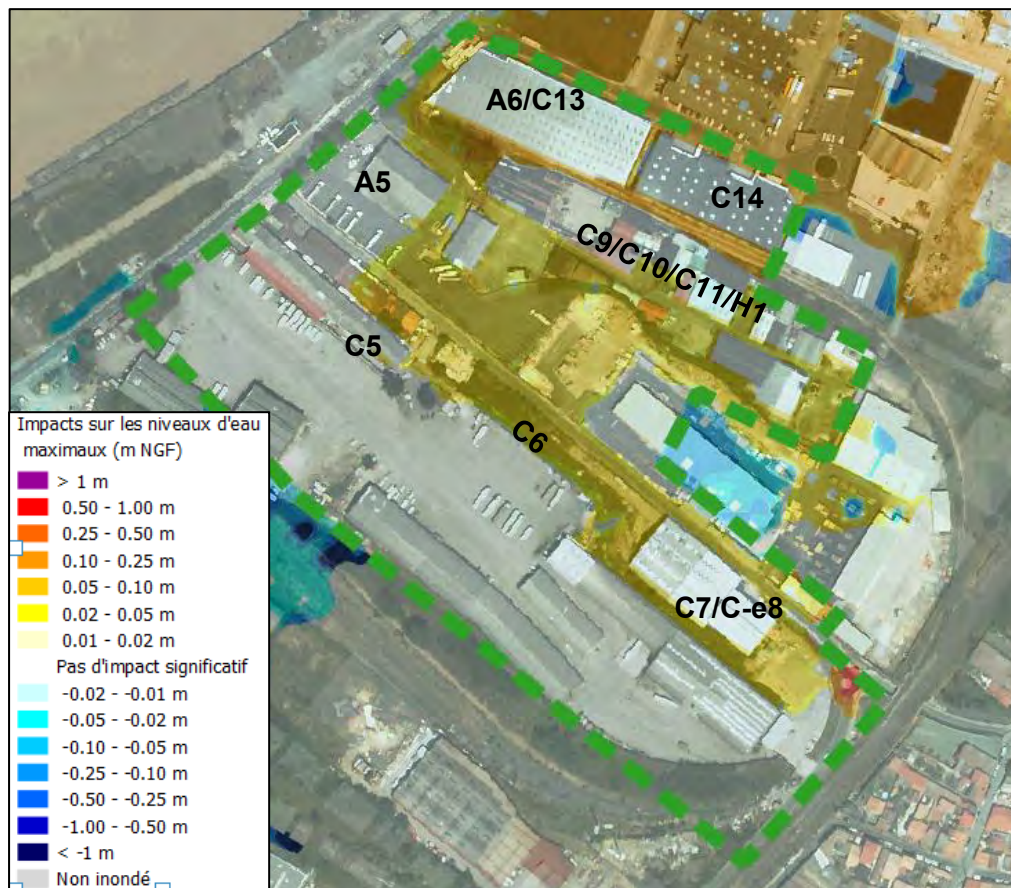 A6/C13
A5
C14
C9/C10/C11/H1
C5
C6
C7/C-e8
Impacts sur les niveaux d'eau
maximaux (m NGF)
> 1 m
0.50 - 1.00 m
0.25 - 0.50 m
0.10 - 0.25 m
0.05 - 0.10 m
0.02 - 0.05 m
0.01 - 0.02 m
Pas d'impact significatif
-0.02 - -0.01 m
-0.05 - -0.02 m
-0.10 - -0.05 m
-0.25 - -0.10 m
-0.50 - -0.25 m
-1.00 - -0.50 m
< -1 m
Non inondé